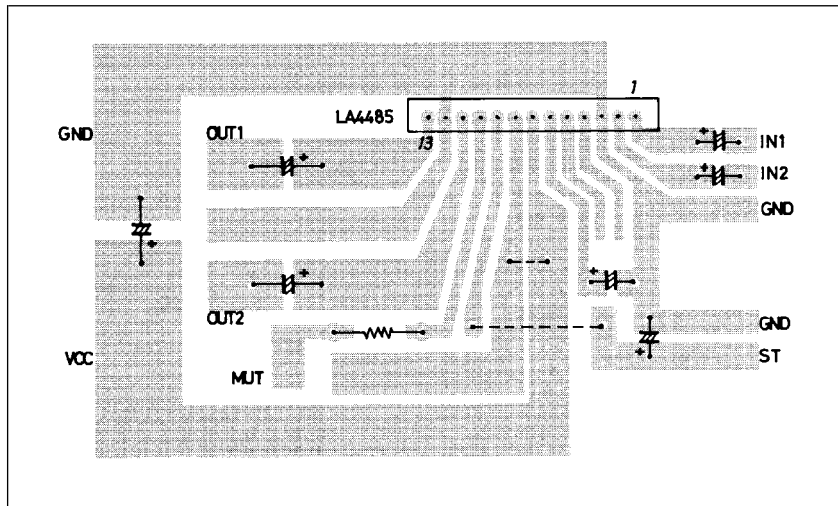 1
LA4485
GND
OUT1
13
IN1
IN2
GND
OUT2
GND
VCC
ST
MUT